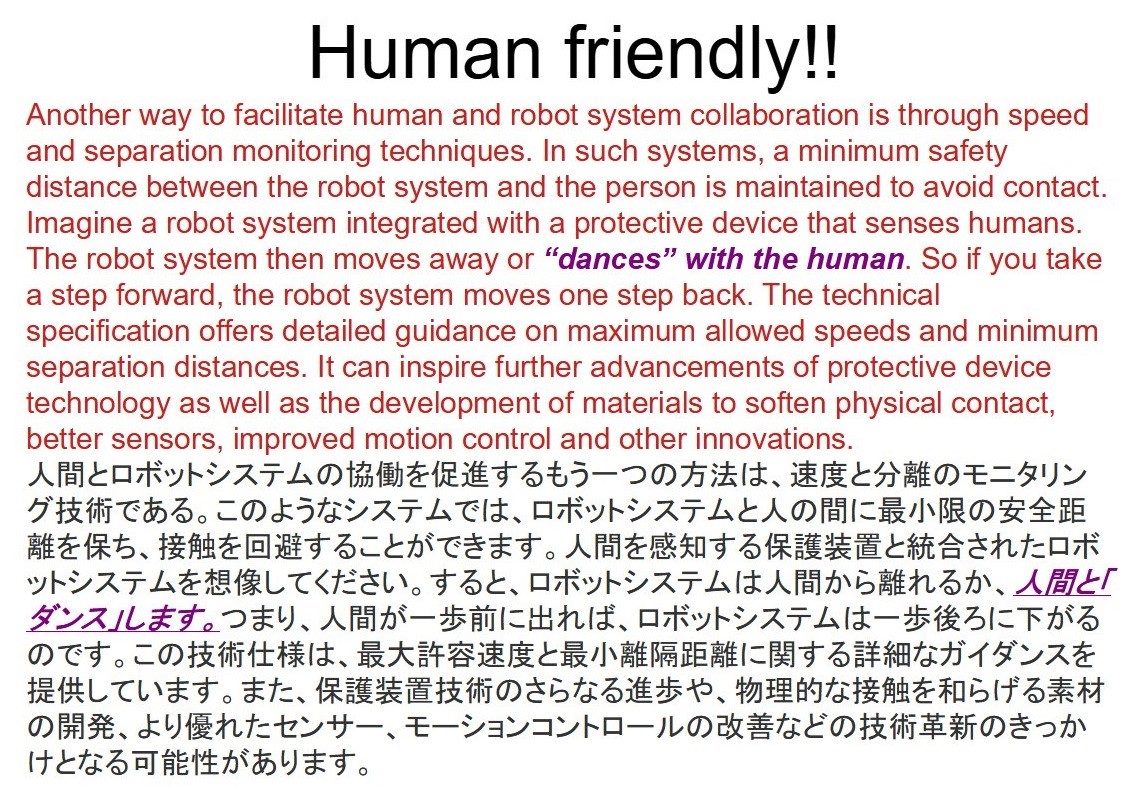 Human friendly!!
Another way to facilitate human and robot system collaboration is through speed
and separation monitoring techniques. In such systems, a minimum safety
distance between the robot system and the person is maintained to avoid contact.
Imagine a robot system integrated with a protective device that senses humans.
The robot system then moves away or “dances” with the human. So if you take
a step forward, the robot system moves one step back. The technical
specification offers detailed guidance on maximum allowed speeds and minimum
separation distances. It can inspire further advancements of protective device
technology as well as the development of materials to soften physical contact,
better sensors, improved motion control and other innovations.
人間とロボットシステムの協働を促進するもう一つの方法は、速度と分離のモニタリン
グ技術である。このようなシステムでは、ロボットシステムと人の間に最小限の安全距
離を保ち、接触を回避することができます。人間を感知する保護装置と統合されたロボ
ットシステムを想像してください。すると、ロボットシステムは人間から離れるか、人間と「
ダンス」します。つまり、人間が一歩前に出れば、ロボットシステムは一歩後ろに下がる
のです。この技術仕様は、最大許容速度と最小離隔距離に関する詳細なガイダンスを
提供しています。また、保護装置技術のさらなる進歩や、物理的な接触を和らげる素材
の開発、より優れたセンサー、モーションコントロールの改善などの技術革新のきっか
けとなる可能性があります。